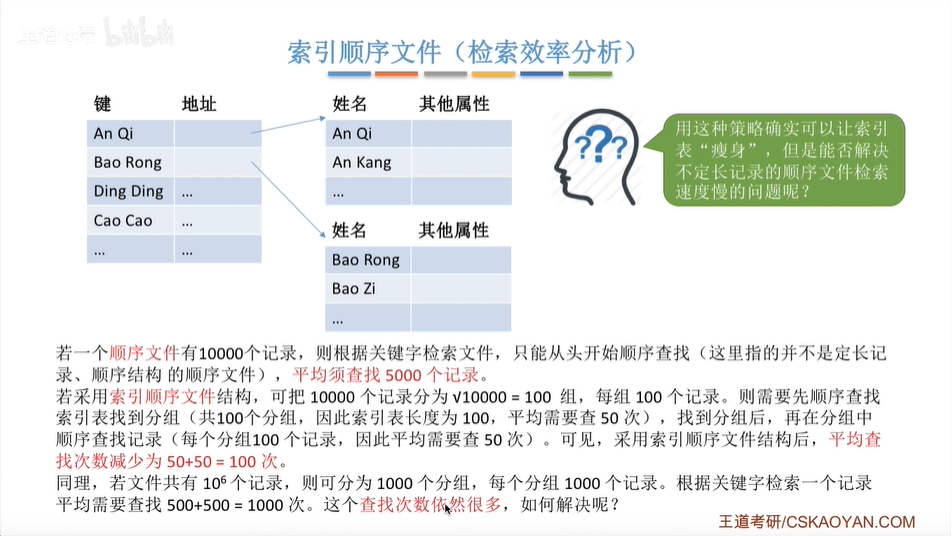 王道考研 bilibili
索引顺序文件（检索效率分析）
键 地址
An Qi
Bao Rong
Ding Ding …
Cao Cao …
… …
姓名 其他属性
An Qi
An Kang
…
姓名 其他属性
Bao Rong
Bao Zi
…
???
用这种策略确实可以让索引
表“瘦身”，但是能否解决
不定长记录的顺序文件检索
速度慢的问题呢？
若一个顺序文件有10000个记录，则根据关键字检索文件，只能从头开始顺序查找（这里指的并不是定长记
录、顺序结构 的顺序文件），平均须查找 5000 个记录。
若采用索引顺序文件结构，可把 10000 个记录分为 √10000 = 100 组，每组 100 个记录。则需要先顺序查找
索引表找到分组（共100个分组，因此索引表长度为 100，平均需要查 50 次），找到分组后，再在分组中
顺序查找记录（每个分组100 个记录，因此平均需要查 50 次）。可见，采用索引顺序文件结构后，平均查
找次数减少为 50+50 = 100 次。
同理，若文件共有 10⁶ 个记录，则可分为 1000 个分组，每个分组 1000 个记录。根据关键字检索一个记录
平均需要查找 500+500 = 1000 次。这个查找次数依然很多，如何解决呢？
王道考研/CSKAOYAN.COM